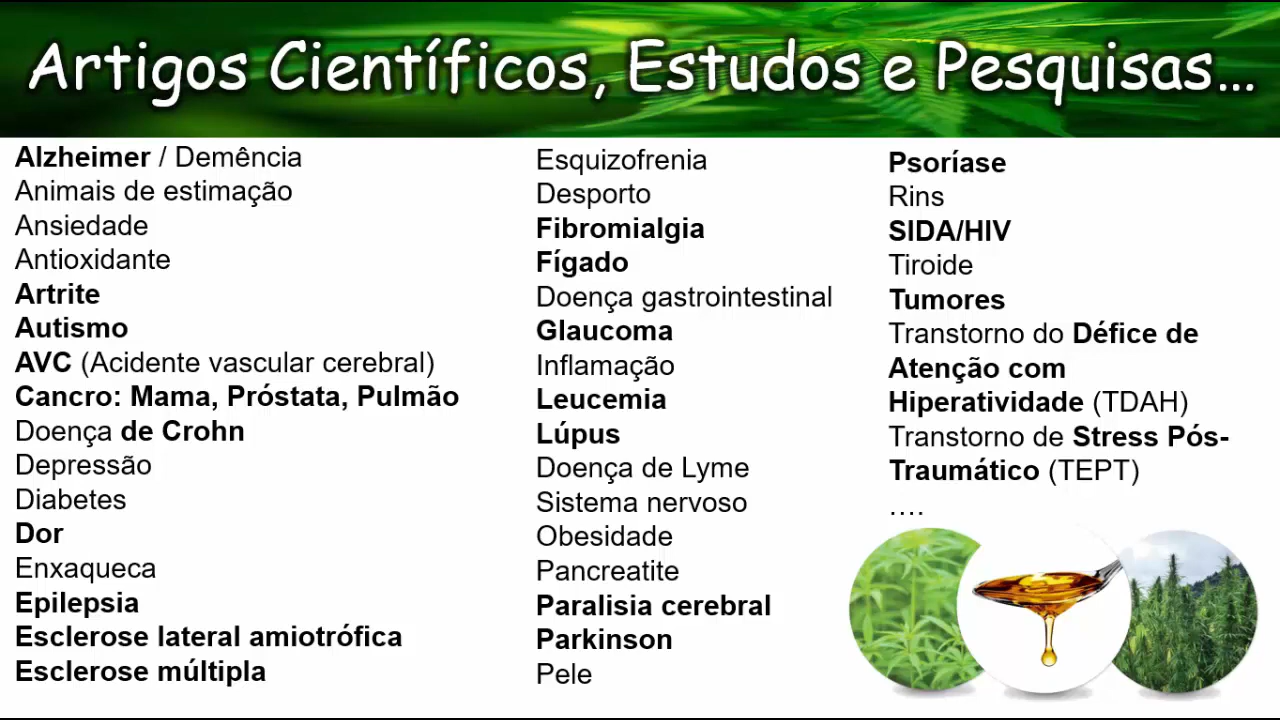 Artigos Científicos, Estudos e Pesquisas...
Alzheimer / Demência
Animais de estimação
Ansiedade
Antioxidante
Artrite
Autismo
AVC (Acidente vascular cerebral)
Cancro: Mama, Próstata, Pulmão
Doença de Crohn
Depressão
Diabetes
Dor
Enxaqueca
Epilepsia
Esclerose lateral amiotrófica
Esclerose múltipla
Esquizofrenia
Desporto
Fibromialgia
Fígado
Doença gastrointestinal
Glaucoma
Inflamação
Leucemia
Lúpus
Doença de Lyme
Sistema nervoso
Obesidade
Pancreatite
Paralisia cerebral
Parkinson
Pele
Psoríase
Rins
SIDA/HIV
Tiroide
Tumores
Transtorno do Défice de
Atenção com
Hiperatividade (TDAH)
Transtorno de Stress Pós-
Traumático (TEPT)
….